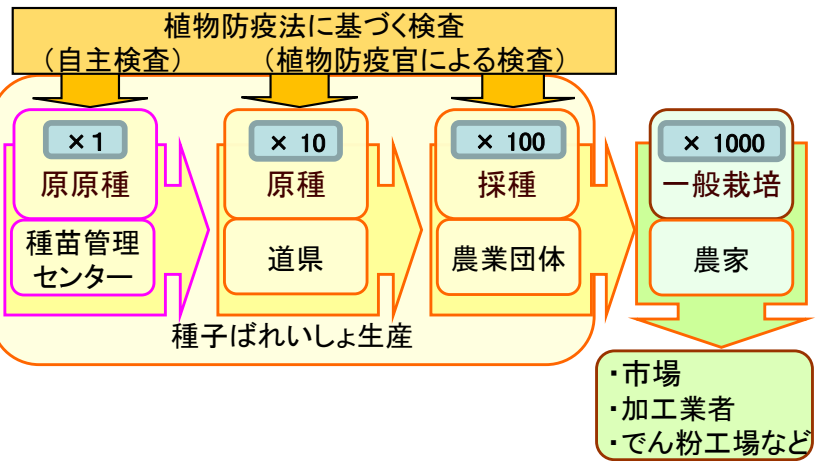 植物防疫法に基づく検査
（自主検査）　　（植物防疫官による検査）
×1
原原種
種苗管理
センター
× 10
原種
道県
× 100
採種
農業団体
× 1000
一般栽培
農家
種子ばれいしょ生産
・市場
・加工業者
・でん粉工場など